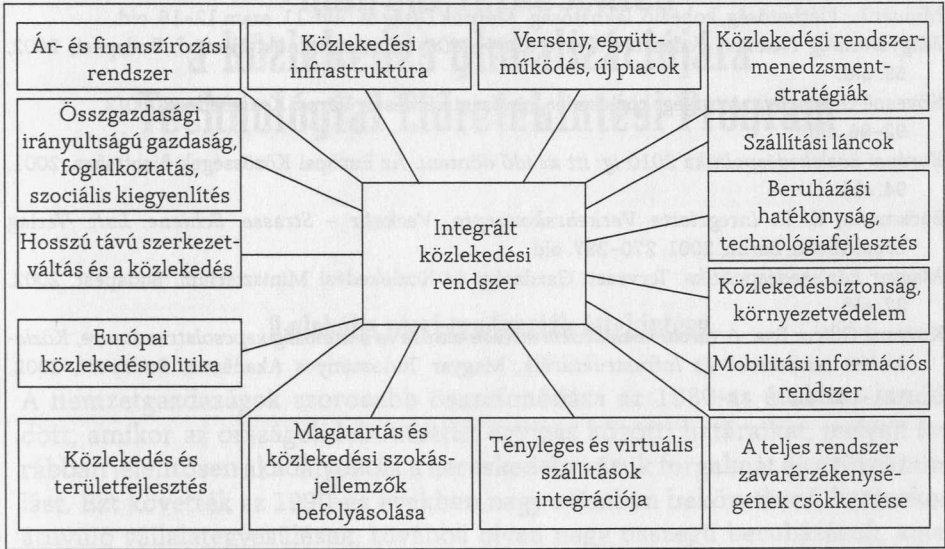 Ár- és finanszírozási
rendszer
Közlekedési
infrastruktúra
Verseny, együtt-
működés, új piacok
Közlekedési rendszer-
menedzsment-
stratégiák
Összgazdasági
irányultságú gazdaság,
foglalkoztatás,
szociális kiegyenlítés
Szállítási láncok
Hosszú távú szerkezet-
váltás és a közlekedés
Integrált
közlekedési
rendszer
Beruházási
hatékonyság,
technológiafejlesztés
Közlekedésbiztonság,
környezetvédelem
Európai
közlekedéspolitika
Mobilitási információs
rendszer
Közlekedés és
területfejlesztés
Magatartás és
közlekedési szokás-
jellemzők
befolyásolása
Tényleges és virtuális
szállítások
integrációja
A teljes rendszer
zavarérzékenysé-
gének csökkentése